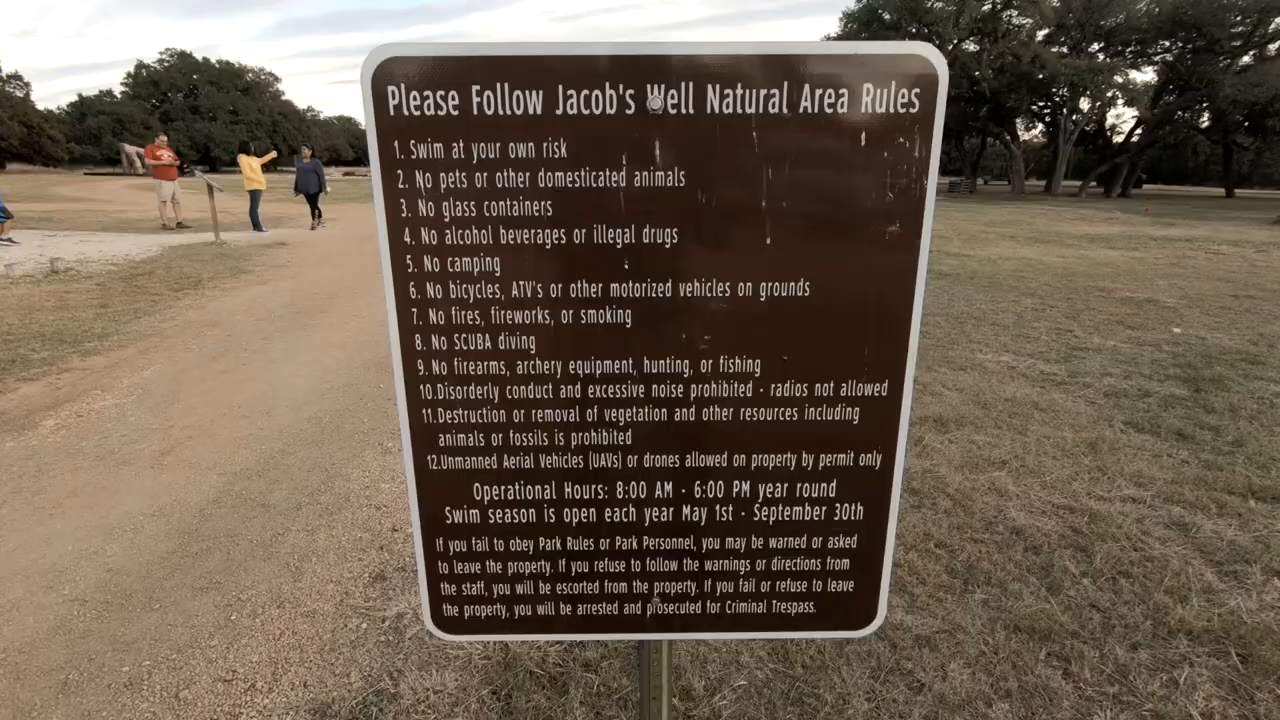 Please Follow Jacob's Well Natural Area Rules
1. Swim at your own risk
2. No pets or other domesticated animals
3. No glass containers
4. No alcohol beverages or illegal drugs
5. No camping
6. No bicycles, ATV's or other motorized vehicles on grounds
7. No fires, fireworks, or smoking
8. No SCUBA diving
9. No firearms, archery equipment, hunting, or fishing
10.Disorderly conduct and excessive noise prohibited - radios not allowed
11.Destruction or removal of vegetation and other resources including
animals or fossils is prohibited
12.Unmanned Aerial Vehicles (UAVs) or drones allowed on property by permit only
Operational Hours: 8:00 AM - 6:00 PM year round
Swim season is open each year May 1st - September 30th
If you fail to obey Park Rules or Park Personnel, you may be warned or asked
to leave the property. If you refuse to follow the warnings or directions from
the staff, you will be escorted from the property. If you fail or refuse to leave
the property, you will be arrested and prosecuted for Criminal Trespass.